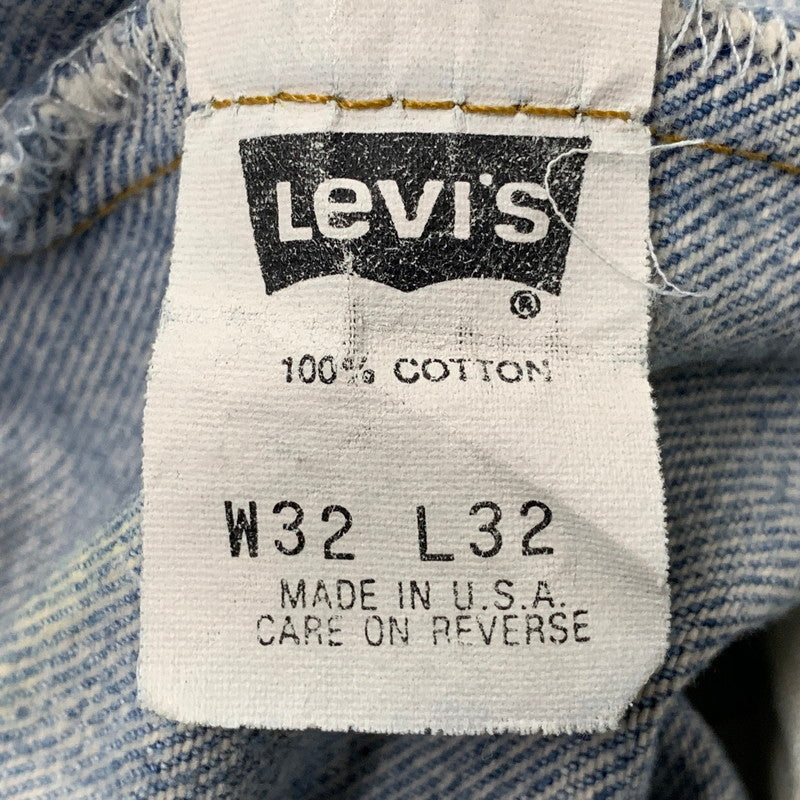 Levi's
®
100% COTTON
W32 L32
MADE IN U.S.A.
CARE ON REVERSE